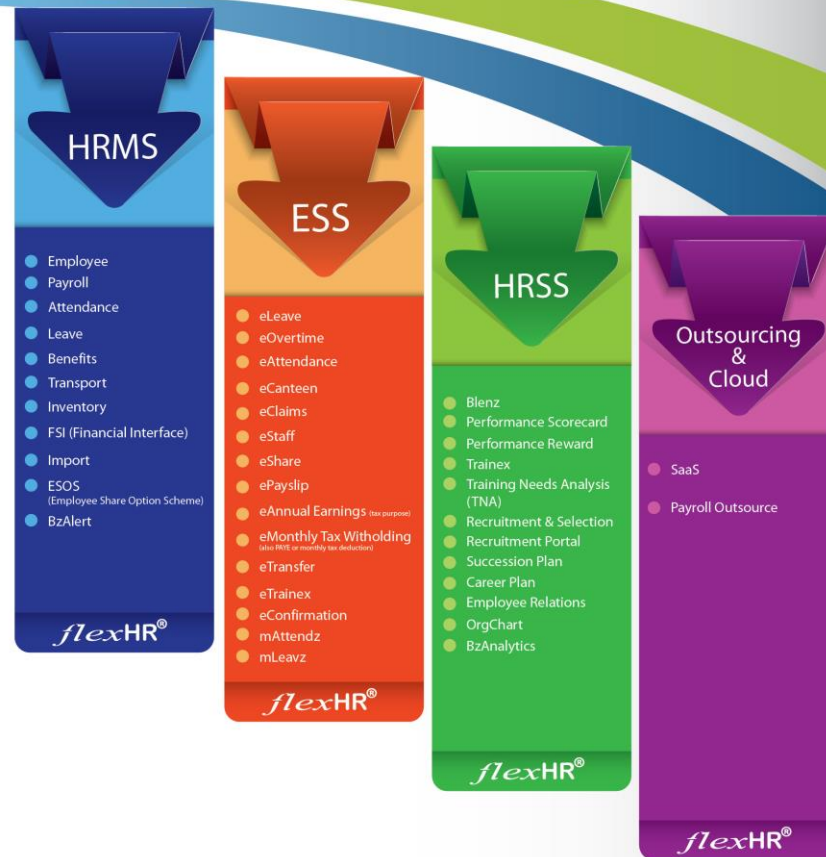 HRMS
Employee
Payroll
Attendance
Leave
Benefits
Transport
Inventory
FSI (Financial Interface)
Import
ESOS
(Employee Share Option Scheme)
BzAlert
flexHR®
ESS
eLeave
eOvertime
eAttendance
eCanteen
eClaims
eStaff
eShare
ePayslip
eAnnual Earnings (tax purpose)
eMonthly Tax Witholding
(also PAYE or monthly tax deduction)
eTransfer
eTrainex
eConfirmation
mAttendz
mLeavz
flexHR®
HRSS
Blenz
Performance Scorecard
Performance Reward
Trainex
Training Needs Analysis
(TNA)
Recruitment & Selection
Recruitment Portal
Succession Plan
Career Plan
Employee Relations
OrgChart
BzAnalytics
flexHR®
Outsourcing
&
Cloud
SaaS
Payroll Outsource
flexHR®